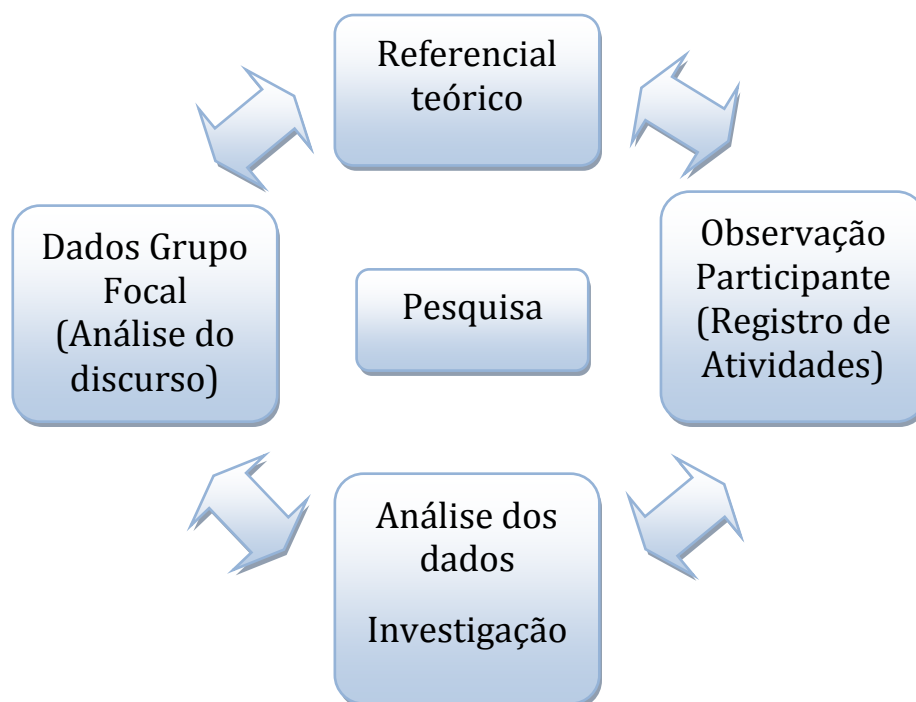 Referencial
teórico
Dados Grupo
Focal
(Análise do
discurso)
Pesquisa
Observação
Participante
(Registro de
Atividades)
Análise dos
dados
Investigação